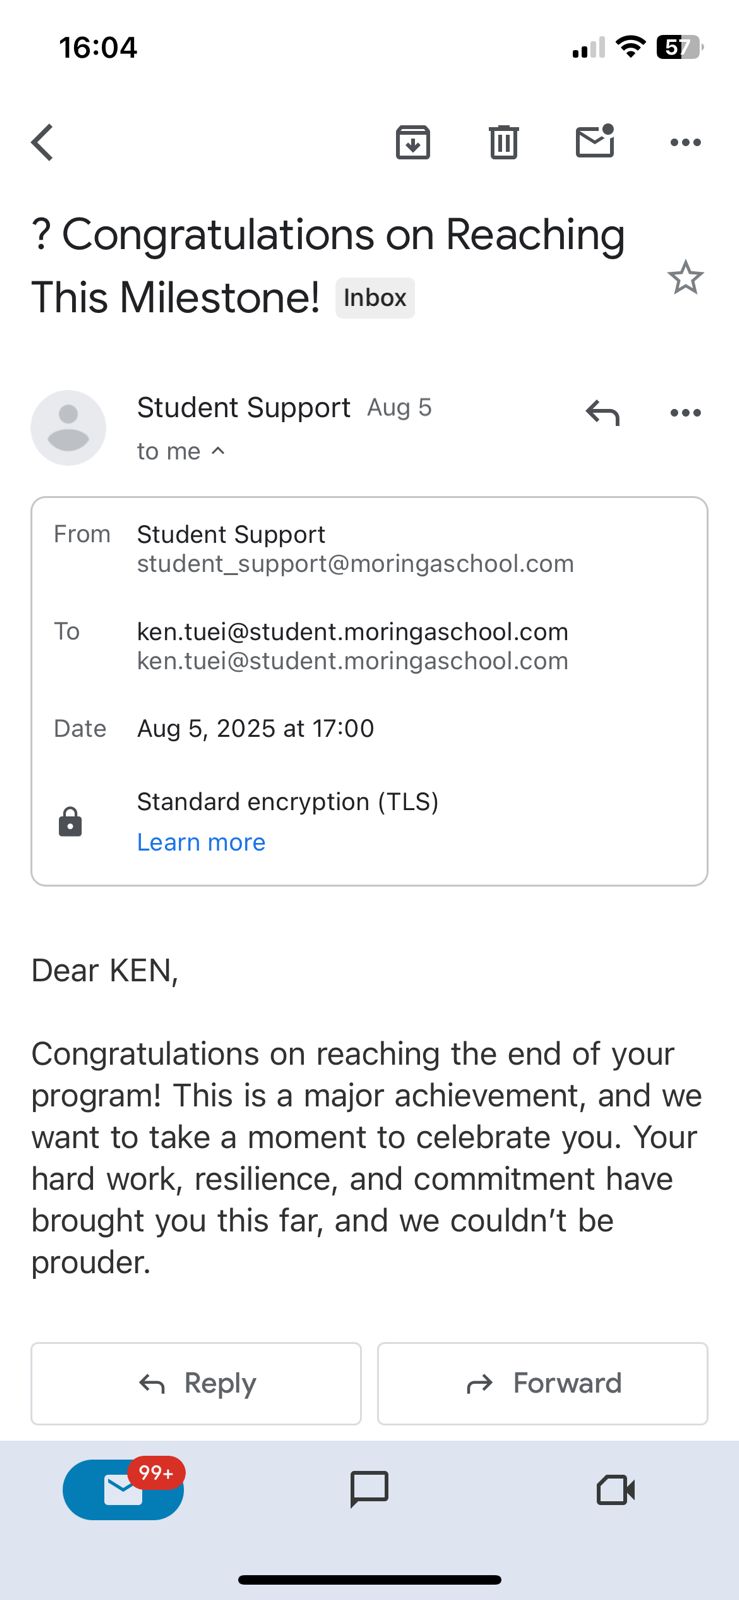 16:04
57
? Congratulations on Reaching
This Milestone! Inbox
Student Support Aug 5
to me
From Student Support
student_support@moringaschool.com
To ken.tuei@student.moringaschool.com
ken.tuei@student.moringaschool.com
Date Aug 5, 2025 at 17:00
Standard encryption (TLS)
Learn more
Dear KEN,
Congratulations on reaching the end of your
program! This is a major achievement, and we
want to take a moment to celebrate you. Your
hard work, resilience, and commitment have
brought you this far, and we couldn’t be
prouder.
Reply Forward
99+